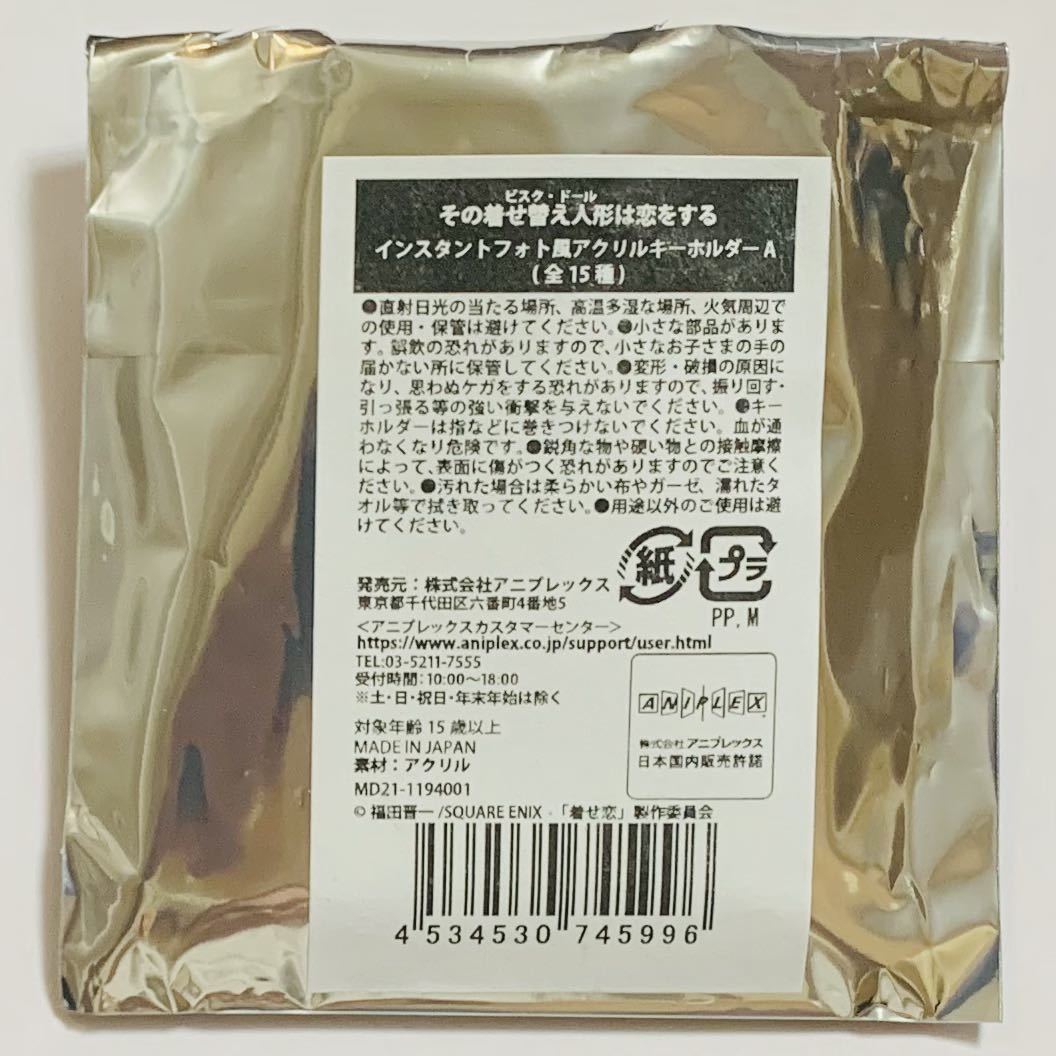 ビスク・ドール
その着せ替え人形は恋をする
インスタントフォト風アクリルキーホルダーA
(全15種)
●直射日光の当たる場所、高温多湿な場所、火気周辺で
の使用・保管は避けてください。●小さな部品がありま
す。誤飲の恐れがありますので、小さなお子さまの手の
届かない所に保管してください。●変形・破損の原因に
なり、思わぬケガをする恐れがありますので、振り回す・
引っ張る等の強い衝撃を与えないでください。●キー
ホルダーは指などに巻きつけないでください。血が通
わなくなり危険です。●鋭角な物や硬い物との接触摩擦
によって、表面に傷がつく恐れがありますのでご注意く
ださい。●汚れた場合は柔らかい布やガーゼ、濡れたタ
オル等で拭き取ってください。●用途以外のご使用は避
けてください。
紙
プラ
PP, M
発売元：株式会社アニプレックス
東京都千代田区六番町4番地5
＜アニプレックスカスタマーセンター＞
https://www.aniplex.co.jp/support/user.html
TEL:03-5211-7555
受付時間：10:00〜18:00
※土・日・祝日・年末年始は除く
対象年齢 15 歳以上
MADE IN JAPAN
素材：アクリル
MD21-1194001
ANIPLEX
株式会社アニプレックス
日本国内販売許諾
© 福田晋一/SQUARE ENIX・「着せ恋」製作委員会
4 534530 745996